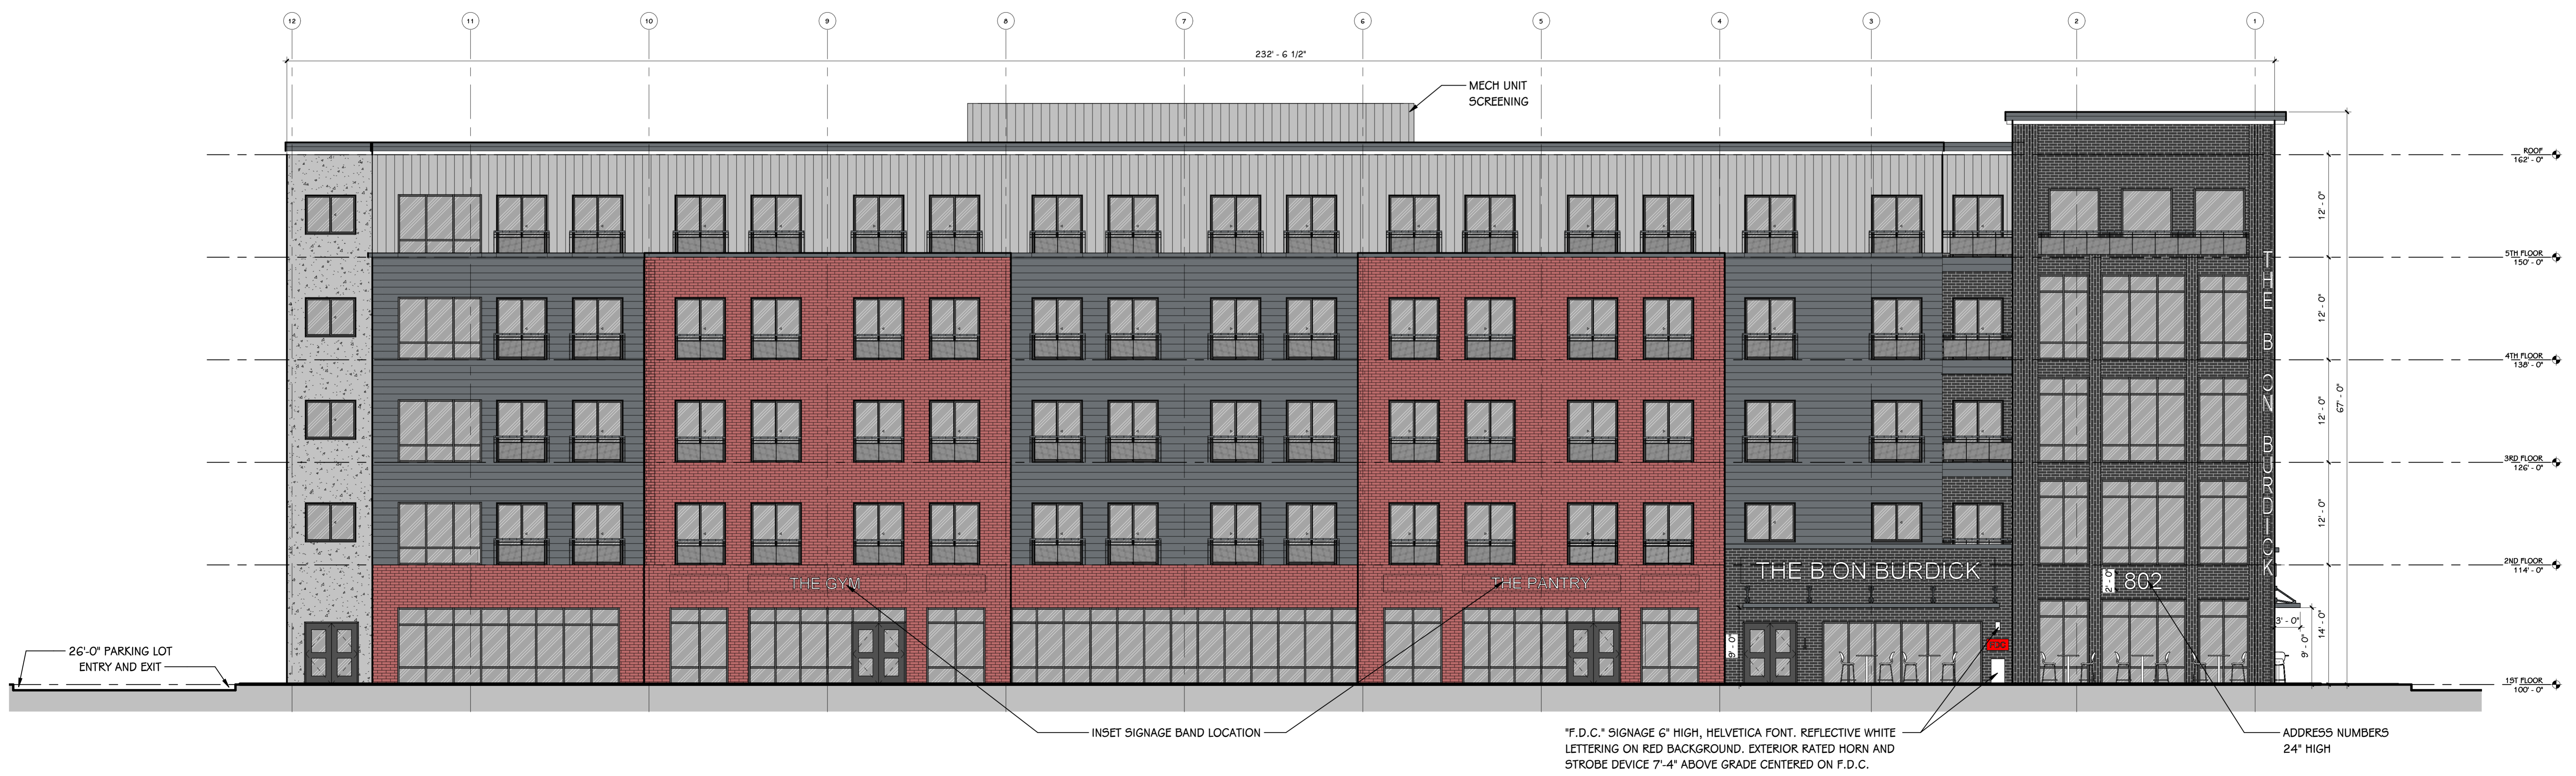 12 11 10 9 8 7 6 5 4 3 2 1
232' - 6 1/2"
MECH UNIT
SCREENING
ROOF
162' - 0"
12' - 0"
5TH FLOOR
150' - 0"
12' - 0"
4TH FLOOR
138' - 0"
67' - 0"
12' - 0"
3RD FLOOR
126' - 0"
12' - 0"
2ND FLOOR
114' - 0"
THE B ON BURDICK
THE GYM
THE PANTRY
THE B ON BURDICK
2' - 0"
802
14' - 0"
3' - 0"
9' - 0"
9' - 0"
26'-0" PARKING LOT
ENTRY AND EXIT
1ST FLOOR
100' - 0"
INSET SIGNAGE BAND LOCATION
"F.D.C." SIGNAGE 6" HIGH, HELVETICA FONT. REFLECTIVE WHITE
LETTERING ON RED BACKGROUND. EXTERIOR RATED HORN AND
STROBE DEVICE 7'-4" ABOVE GRADE CENTERED ON F.D.C.
ADDRESS NUMBERS
24" HIGH